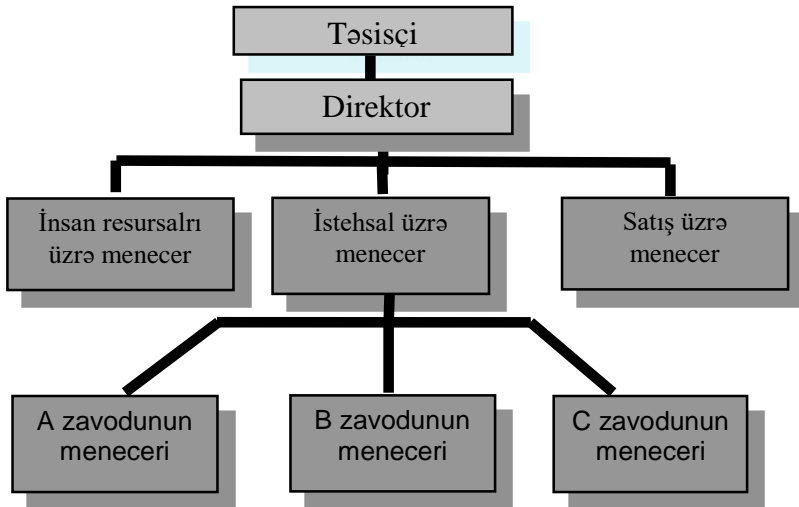 Təsisçi
Direktor
İnsan resursalrı
üzrə menecer
İstehsal üzrə
menecer
Satış üzrə
menecer
A zavodunun
meneceri
B zavodunun
meneceri
C zavodunun
meneceri